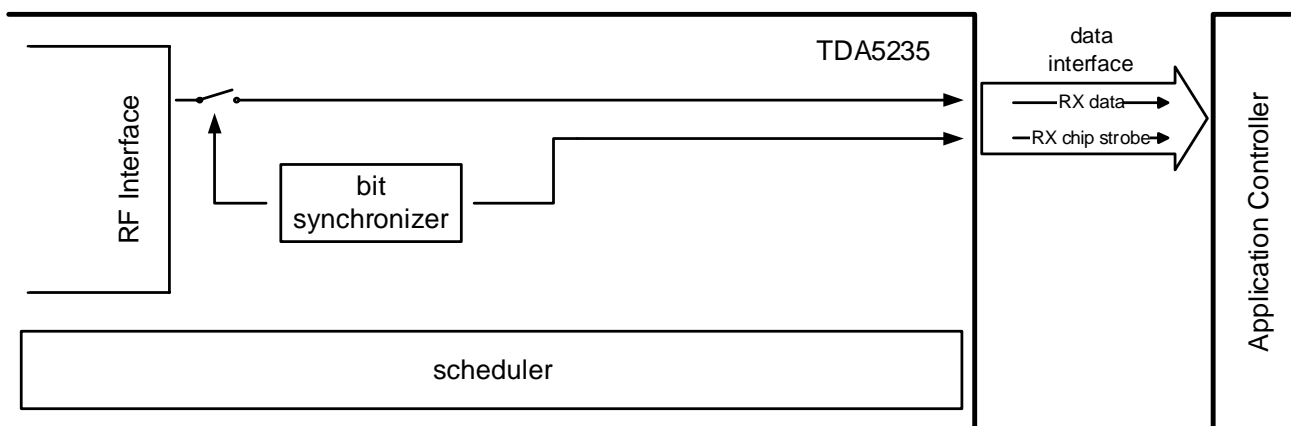 TDA5235
data
interface
RX data
RX chip strobe
RF Interface
bit
synchronizer
scheduler
Application Controller